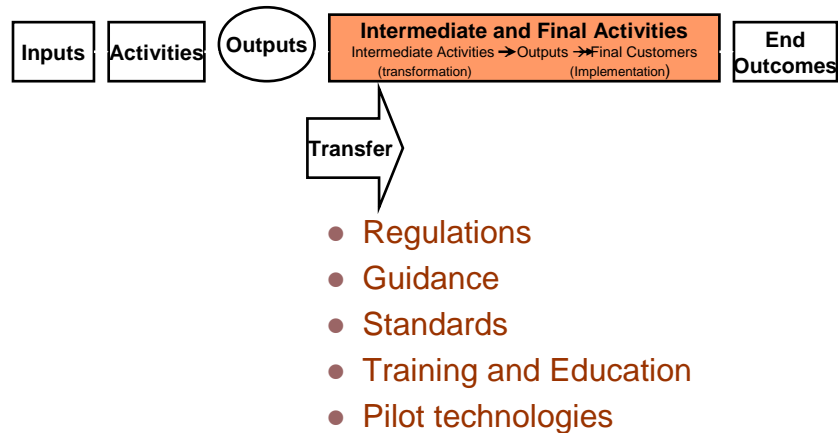 Inputs
Activities
Outputs
Intermediate and Final Activities
Intermediate Activities → Outputs → Final Customers
(transformation) (Implementation)
End
Outcomes
Transfer
• Regulations
• Guidance
• Standards
• Training and Education
• Pilot technologies